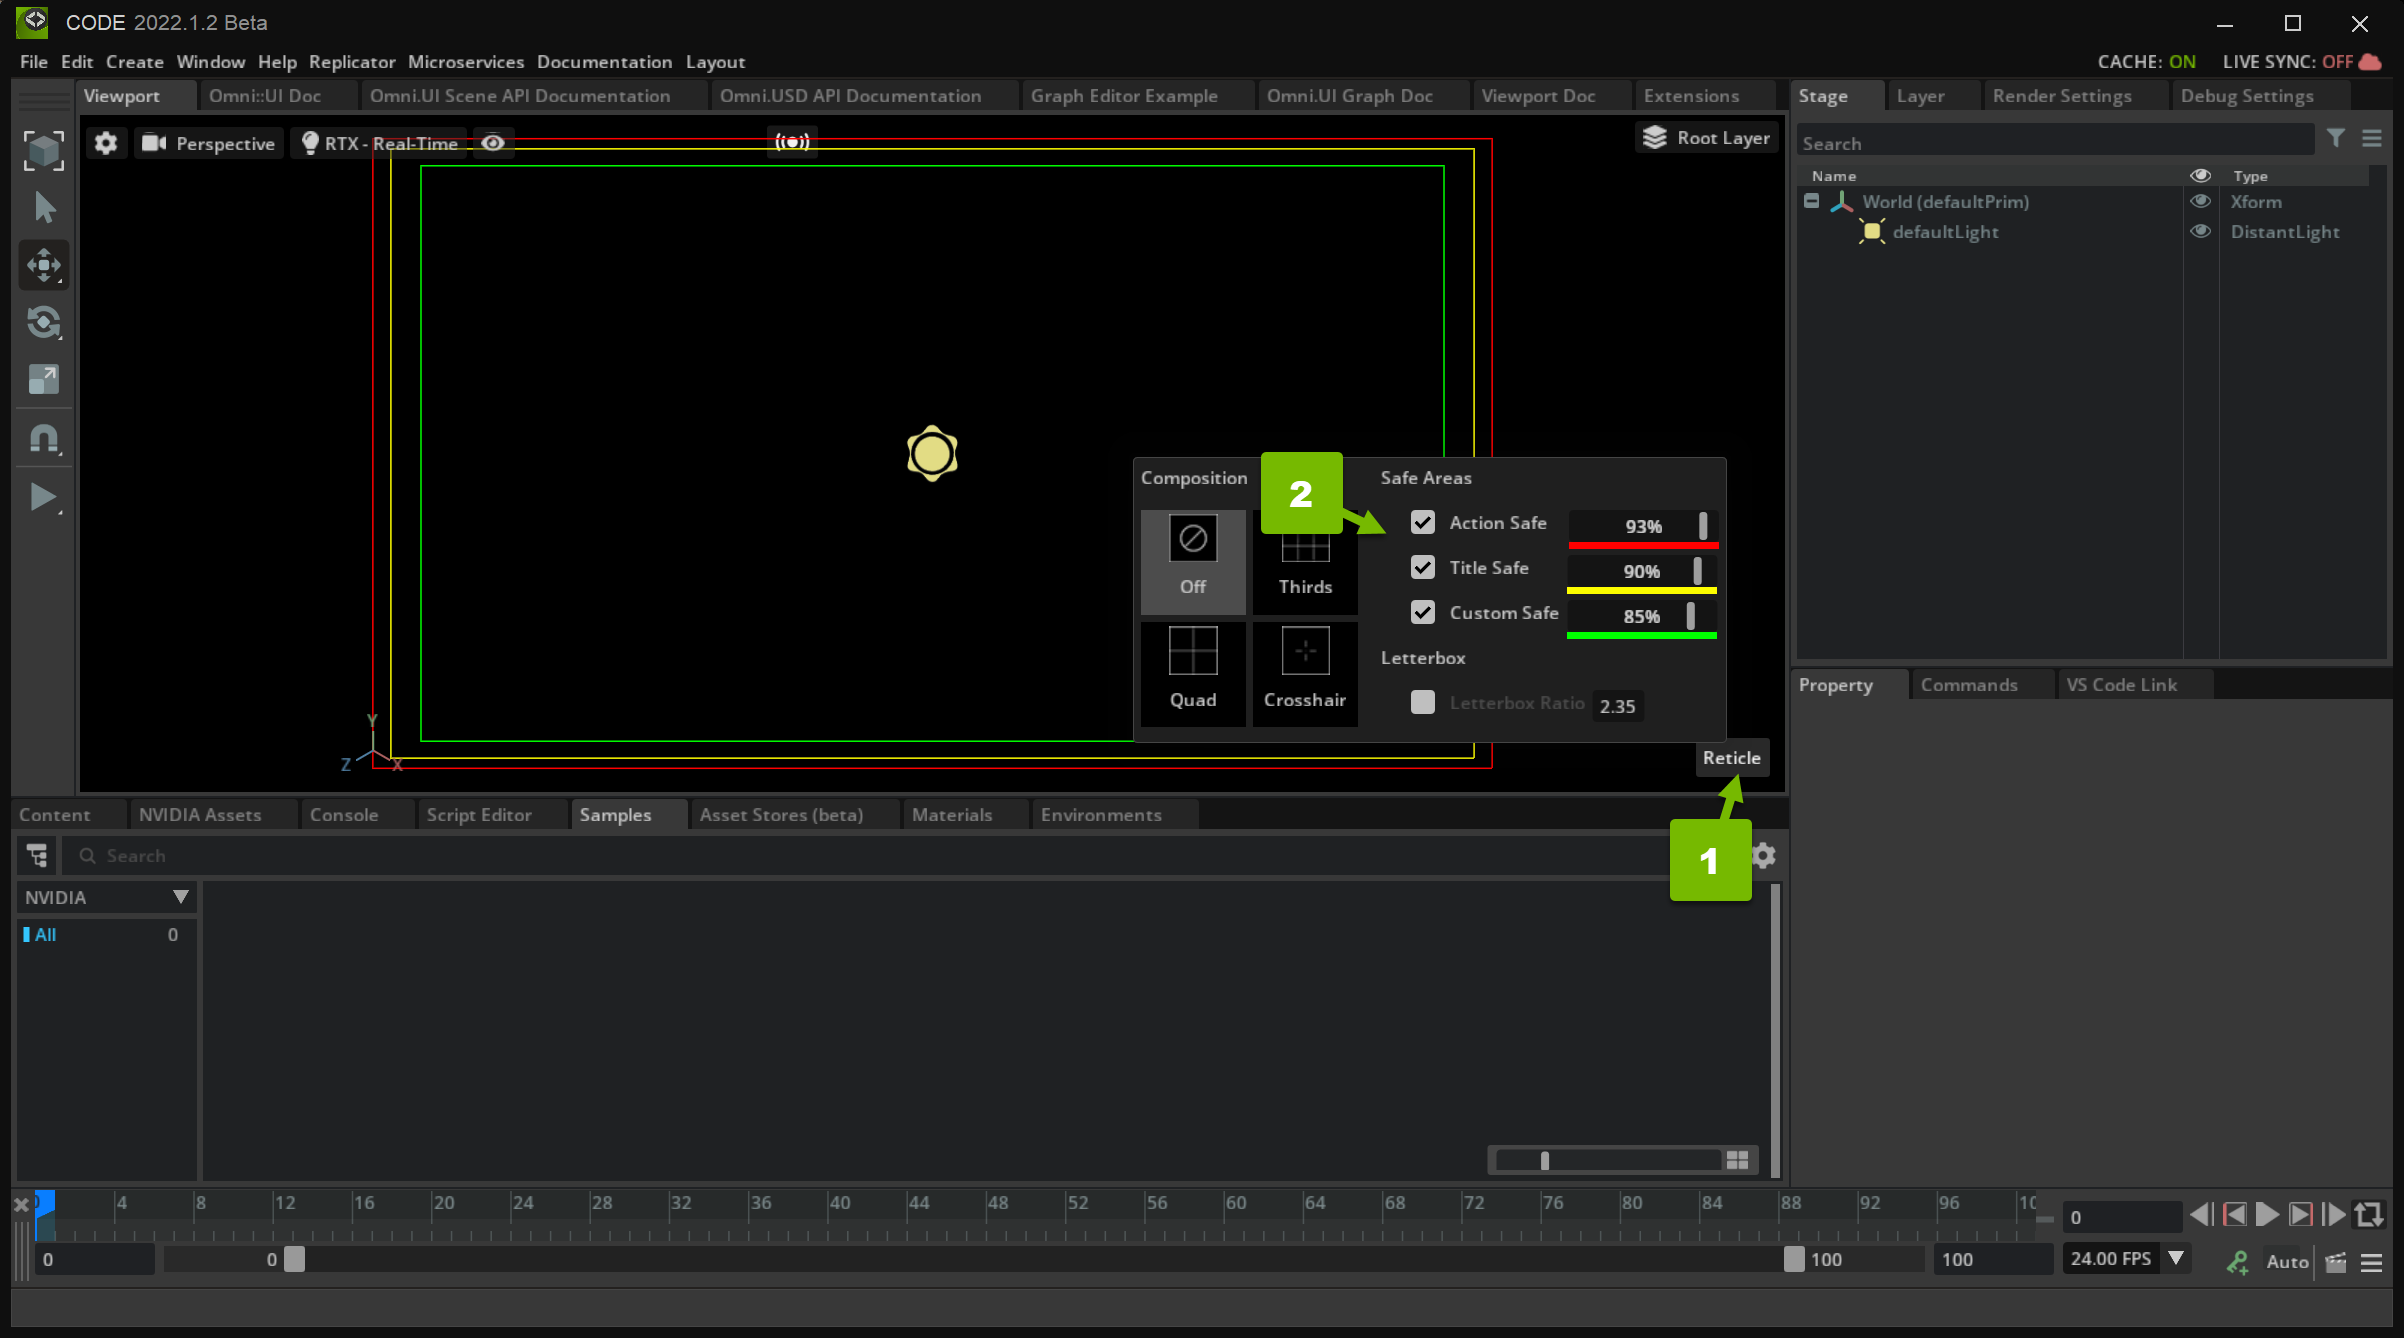 CODE 2022.1.2 Beta
File Edit Create Window Help Replicator Microservices Documentation Layout
CACHE: ON LIVE SYNC: OFF
Viewport Omni::UI Doc Omni.UI Scene API Documentation Omni.USD API Documentation Graph Editor Example Omni.UI Graph Doc Viewport Doc Extensions
Stage Layer Render Settings Debug Settings
Perspective RTX - Real-Time
Root Layer
Search
Name Type
World (defaultPrim) Xform
defaultLight DistantLight
Composition
2
Safe Areas
Action Safe 93%
Title Safe 90%
Custom Safe 85%
Off Thirds
Letterbox
Letterbox Ratio 2.35
Quad Crosshair
Y
Z X
Reticle
1
Property Commands VS Code Link
Content NVIDIA Assets Console Script Editor Samples Asset Stores (beta) Materials Environments
Search
NVIDIA
All 0
4 8 12 16 20 24 28 32 36 40 44 48 52 56 60 64 68 72 76 80 84 88 92 96
0
0 0 100 100
24.00 FPS Auto